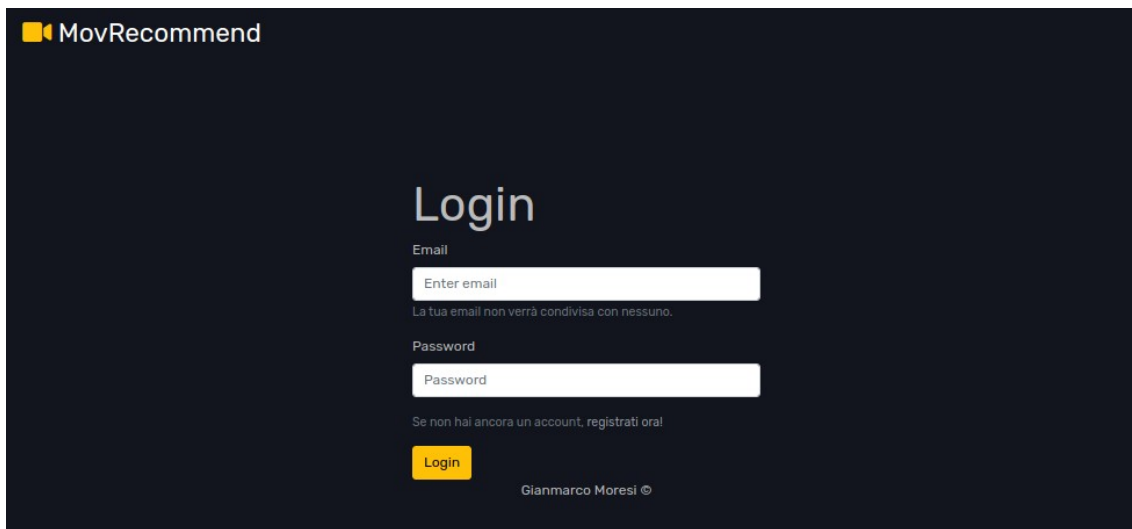 MovRecommend
Login
Email
Enter email
La tua email non verrà condivisa con nessuno.
Password
Password
Se non hai ancora un account, registrati ora!
Login
Gianmarco Moresi ©